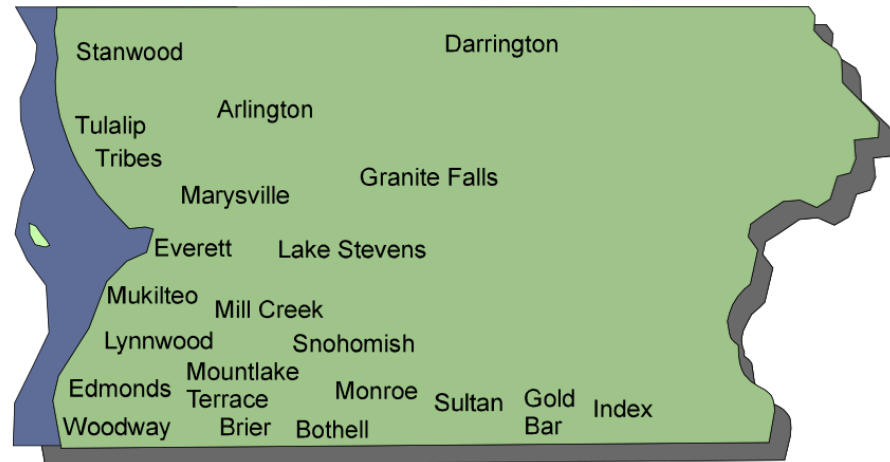 Stanwood
Darrington
Arlington
Tulalip
Tribes
Granite Falls
Marysville
Everett
Lake Stevens
Mukilteo
Mill Creek
Lynnwood
Snohomish
Mountlake
Terrace
Edmonds
Monroe
Sultan
Gold
Bar
Index
Woodway
Brier
Bothell